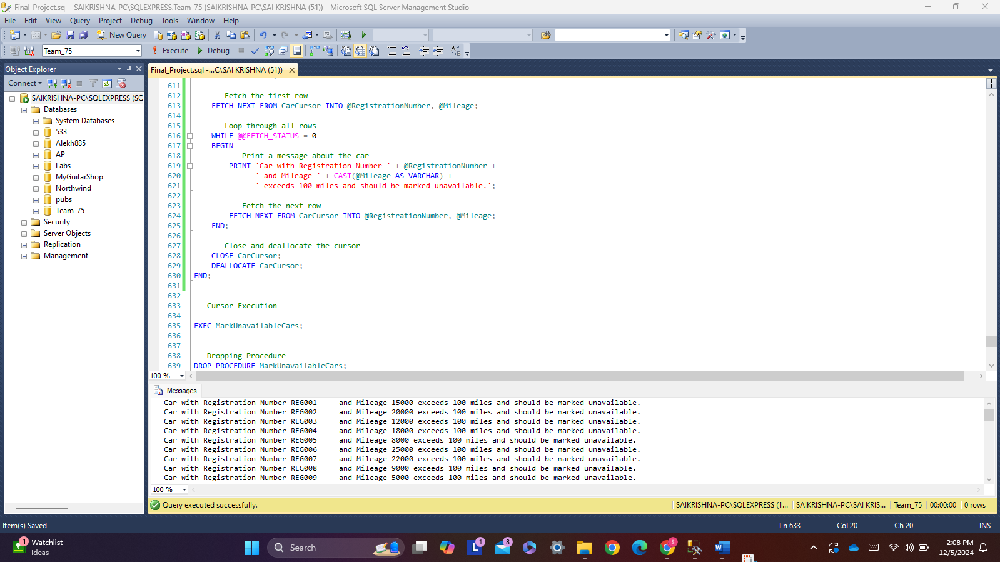 Final_Project.sql - SAIKRISHNA-PC\SQLEXPRESS.Team_75 (SAIKRISHNA-PC\SAI KRISHNA (51)) - Microsoft SQL Server Management Studio
File Edit View Query Project Debug Tools Window Help
New Query
Team_75 Execute Debug
Object Explorer
Final_Project.sql -...C\SAI KRISHNA (51))
Connect
SAIKRISHNA-PC\SQLEXPRESS (SQ
Databases
System Databases
533
Alekh885
AP
Labs
MyGuitarShop
Northwind
pubs
Team_75
Security
Server Objects
Replication
Management
611
612 -- Fetch the first row
613 FETCH NEXT FROM CarCursor INTO @RegistrationNumber, @Mileage;
614
615 -- Loop through all rows
616 WHILE @@FETCH_STATUS = 0
617 BEGIN
618 -- Print a message about the car
619 PRINT 'Car with Registration Number ' + @RegistrationNumber +
620 ' and Mileage ' + CAST(@Mileage AS VARCHAR) +
621 ' exceeds 100 miles and should be marked unavailable.';
622
623 -- Fetch the next row
624 FETCH NEXT FROM CarCursor INTO @RegistrationNumber, @Mileage;
625 END;
626
627 -- Close and deallocate the cursor
628 CLOSE CarCursor;
629 DEALLOCATE CarCursor;
630 END;
631
632
633 -- Cursor Execution
634
635 EXEC MarkUnavailableCars;
636
637
638 -- Dropping Procedure
639 DROP PROCEDURE MarkUnavailableCars;
100 %
Messages
Car with Registration Number REG001 and Mileage 15000 exceeds 100 miles and should be marked unavailable.
Car with Registration Number REG002 and Mileage 20000 exceeds 100 miles and should be marked unavailable.
Car with Registration Number REG003 and Mileage 12000 exceeds 100 miles and should be marked unavailable.
Car with Registration Number REG004 and Mileage 18000 exceeds 100 miles and should be marked unavailable.
Car with Registration Number REG005 and Mileage 8000 exceeds 100 miles and should be marked unavailable.
Car with Registration Number REG006 and Mileage 25000 exceeds 100 miles and should be marked unavailable.
Car with Registration Number REG007 and Mileage 22000 exceeds 100 miles and should be marked unavailable.
Car with Registration Number REG008 and Mileage 9000 exceeds 100 miles and should be marked unavailable.
Car with Registration Number REG009 and Mileage 5000 exceeds 100 miles and should be marked unavailable.
100 %
Query executed successfully. SAIKRISHNA-PC\SQLEXPRESS (1... SAIKRISHNA-PC\SAI KRIS... Team_75 00:00:00 0 rows
Item(s) Saved Ln 633 Col 20 Ch 20 INS
1 Watchlist
Ideas
Search
1
8
S
2:08 PM
12/5/2024